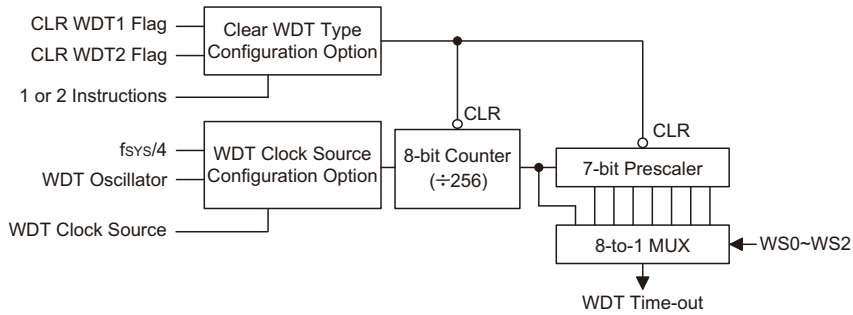 CLR WDT1 Flag
CLR WDT2 Flag
1 or 2 Instructions
Clear WDT Type
Configuration Option
CLR
CLR
fSYS/4
WDT Oscillator
WDT Clock Source
WDT Clock Source
Configuration Option
8-bit Counter
(÷256)
7-bit Prescaler
8-to-1 MUX
WS0~WS2
WDT Time-out